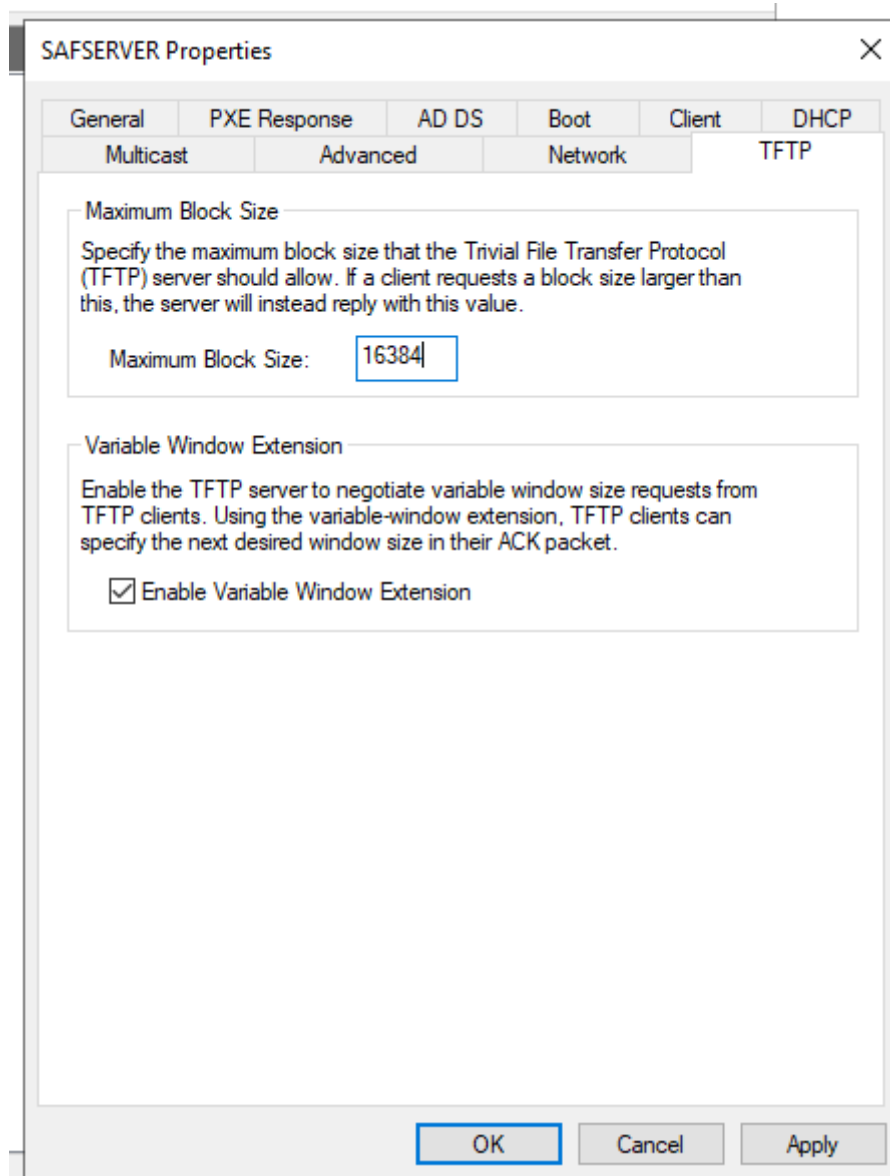 SAFSERVER Properties
General PXE Response AD DS Boot Client DHCP
Multicast Advanced Network TFTP
Maximum Block Size
Specify the maximum block size that the Trivial File Transfer Protocol
(TFTP) server should allow. If a client requests a block size larger than
this, the server will instead reply with this value.
Maximum Block Size: 16384
Variable Window Extension
Enable the TFTP server to negotiate variable window size requests from
TFTP clients. Using the variable-window extension, TFTP clients can
specify the next desired window size in their ACK packet.
Enable Variable Window Extension
OK Cancel Apply